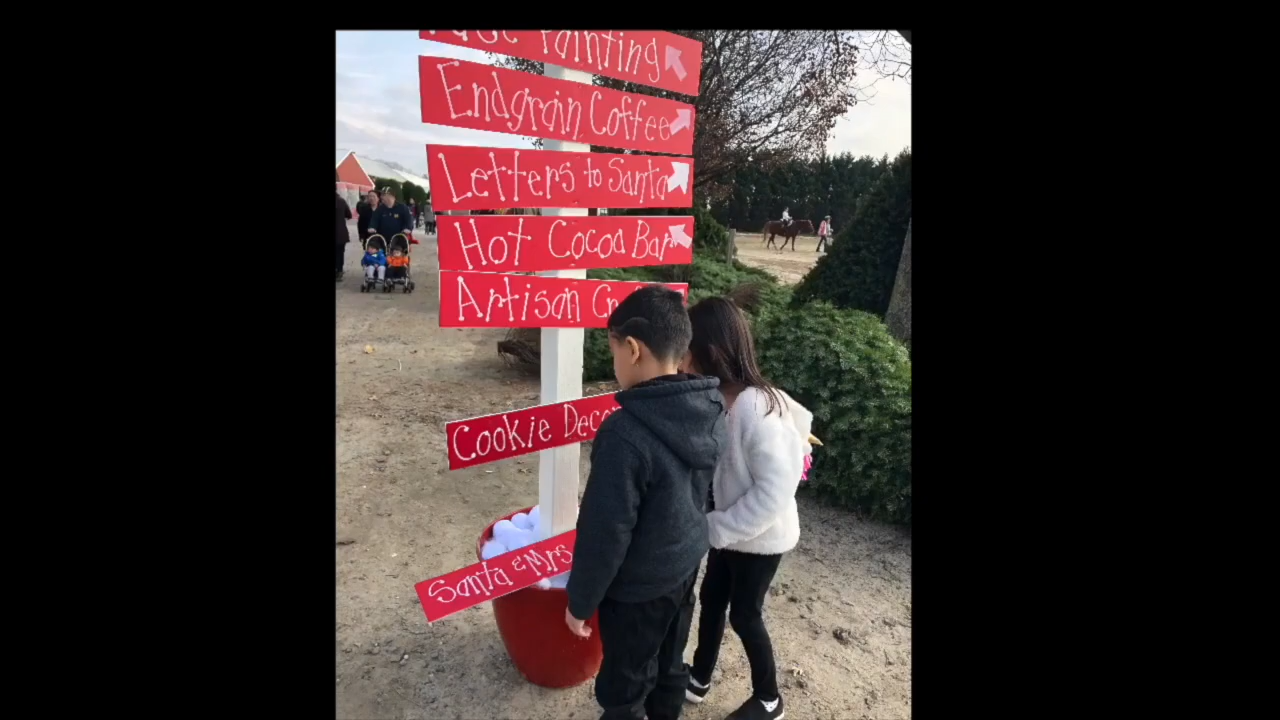 Painting
Endgrain Coffee
Letters to Santa
Hot Cocoa Bar
Artisan
Cookie
Santa & Mrs